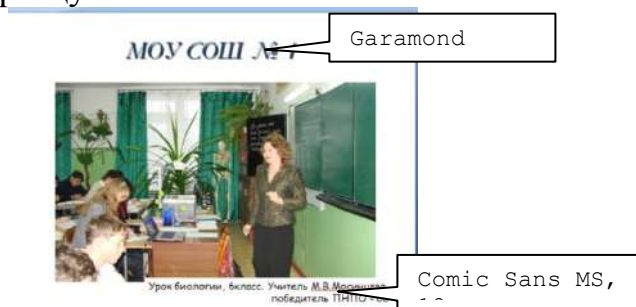 МОУ СОШ №
Garamond
Урок биологии, 6класс. Учитель М.В.
победитель ПНПО
Comic Sans MS,